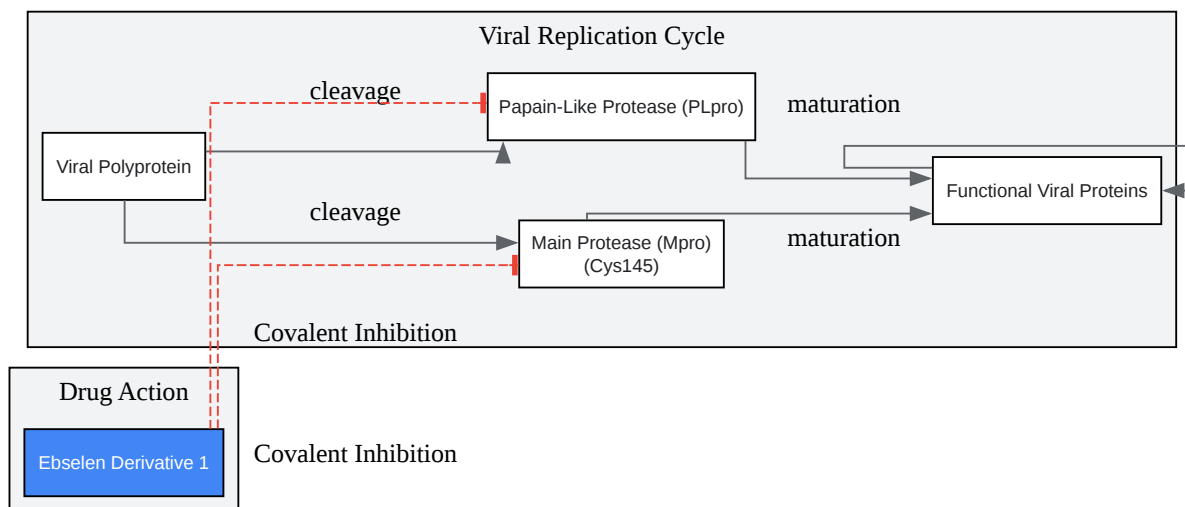 Viral Replication Cycle
cleavage
Papain-Like Protease (PLpro)
maturation
Viral Polyprotein
Functional Viral Proteins
cleavage
Main Protease (Mpro)
(Cys145)
maturation
Covalent Inhibition
Drug Action
Ebselen Derivative 1
Covalent Inhibition